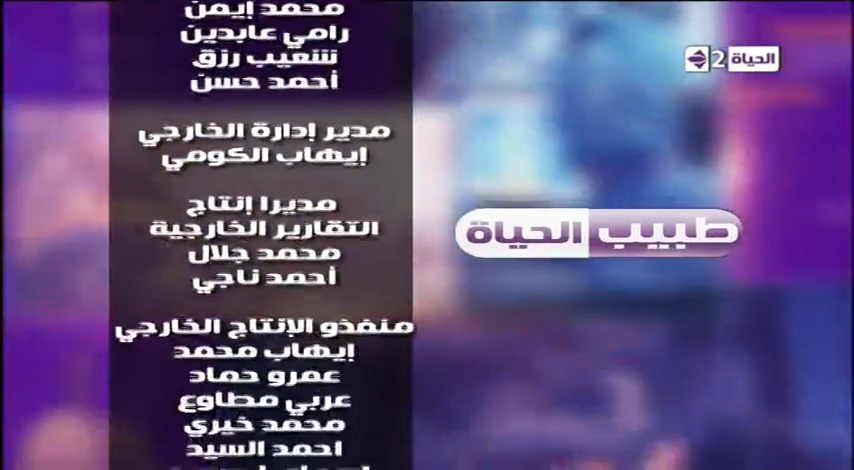 محمد إيمن
رامي عابدين
شعيب رزق
أحمد حسن
مدير إدارة الخارجي
إيهاب الكومي
مديرا إنتاج
التقارير الخارجية
محمد جلال
أحمد ناجي
منفذو الإنتاج الخارجي
إيهاب محمد
عمرو حماد
عربي مطاوع
محمد خيري
احمد السيد
الحياة 2
طبيب الحياة